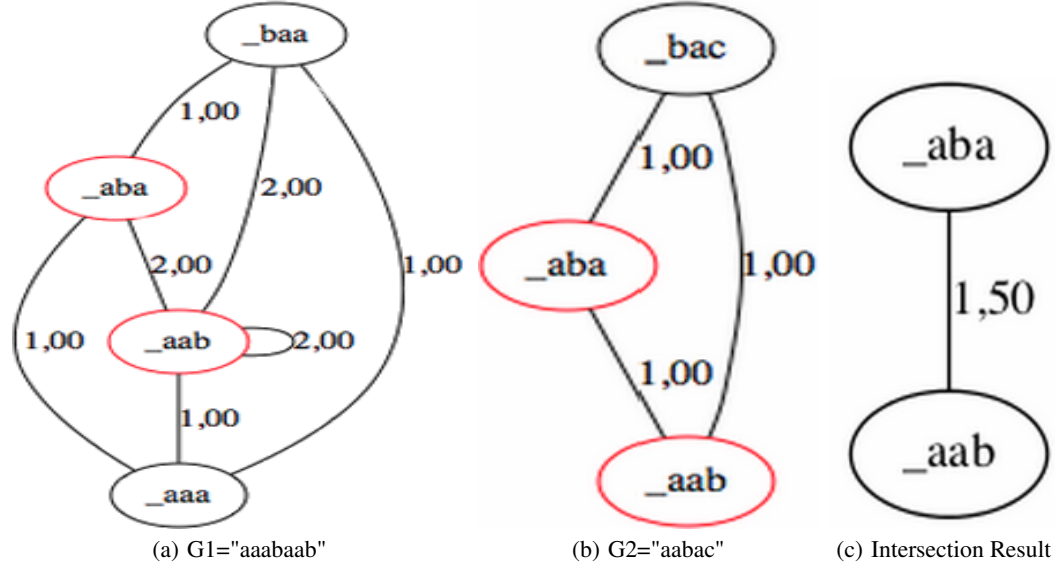 _baa
1,00
_aba
2,00
2,00
1,00
1,00
_aab
2,00
1,00
_aaa
(a) G1="aaabaab"
_bac
1,00
_aba
1,00
1,00
_aab
(b) G2="aabac"
_aba
1,50
_aab
(c) Intersection Result